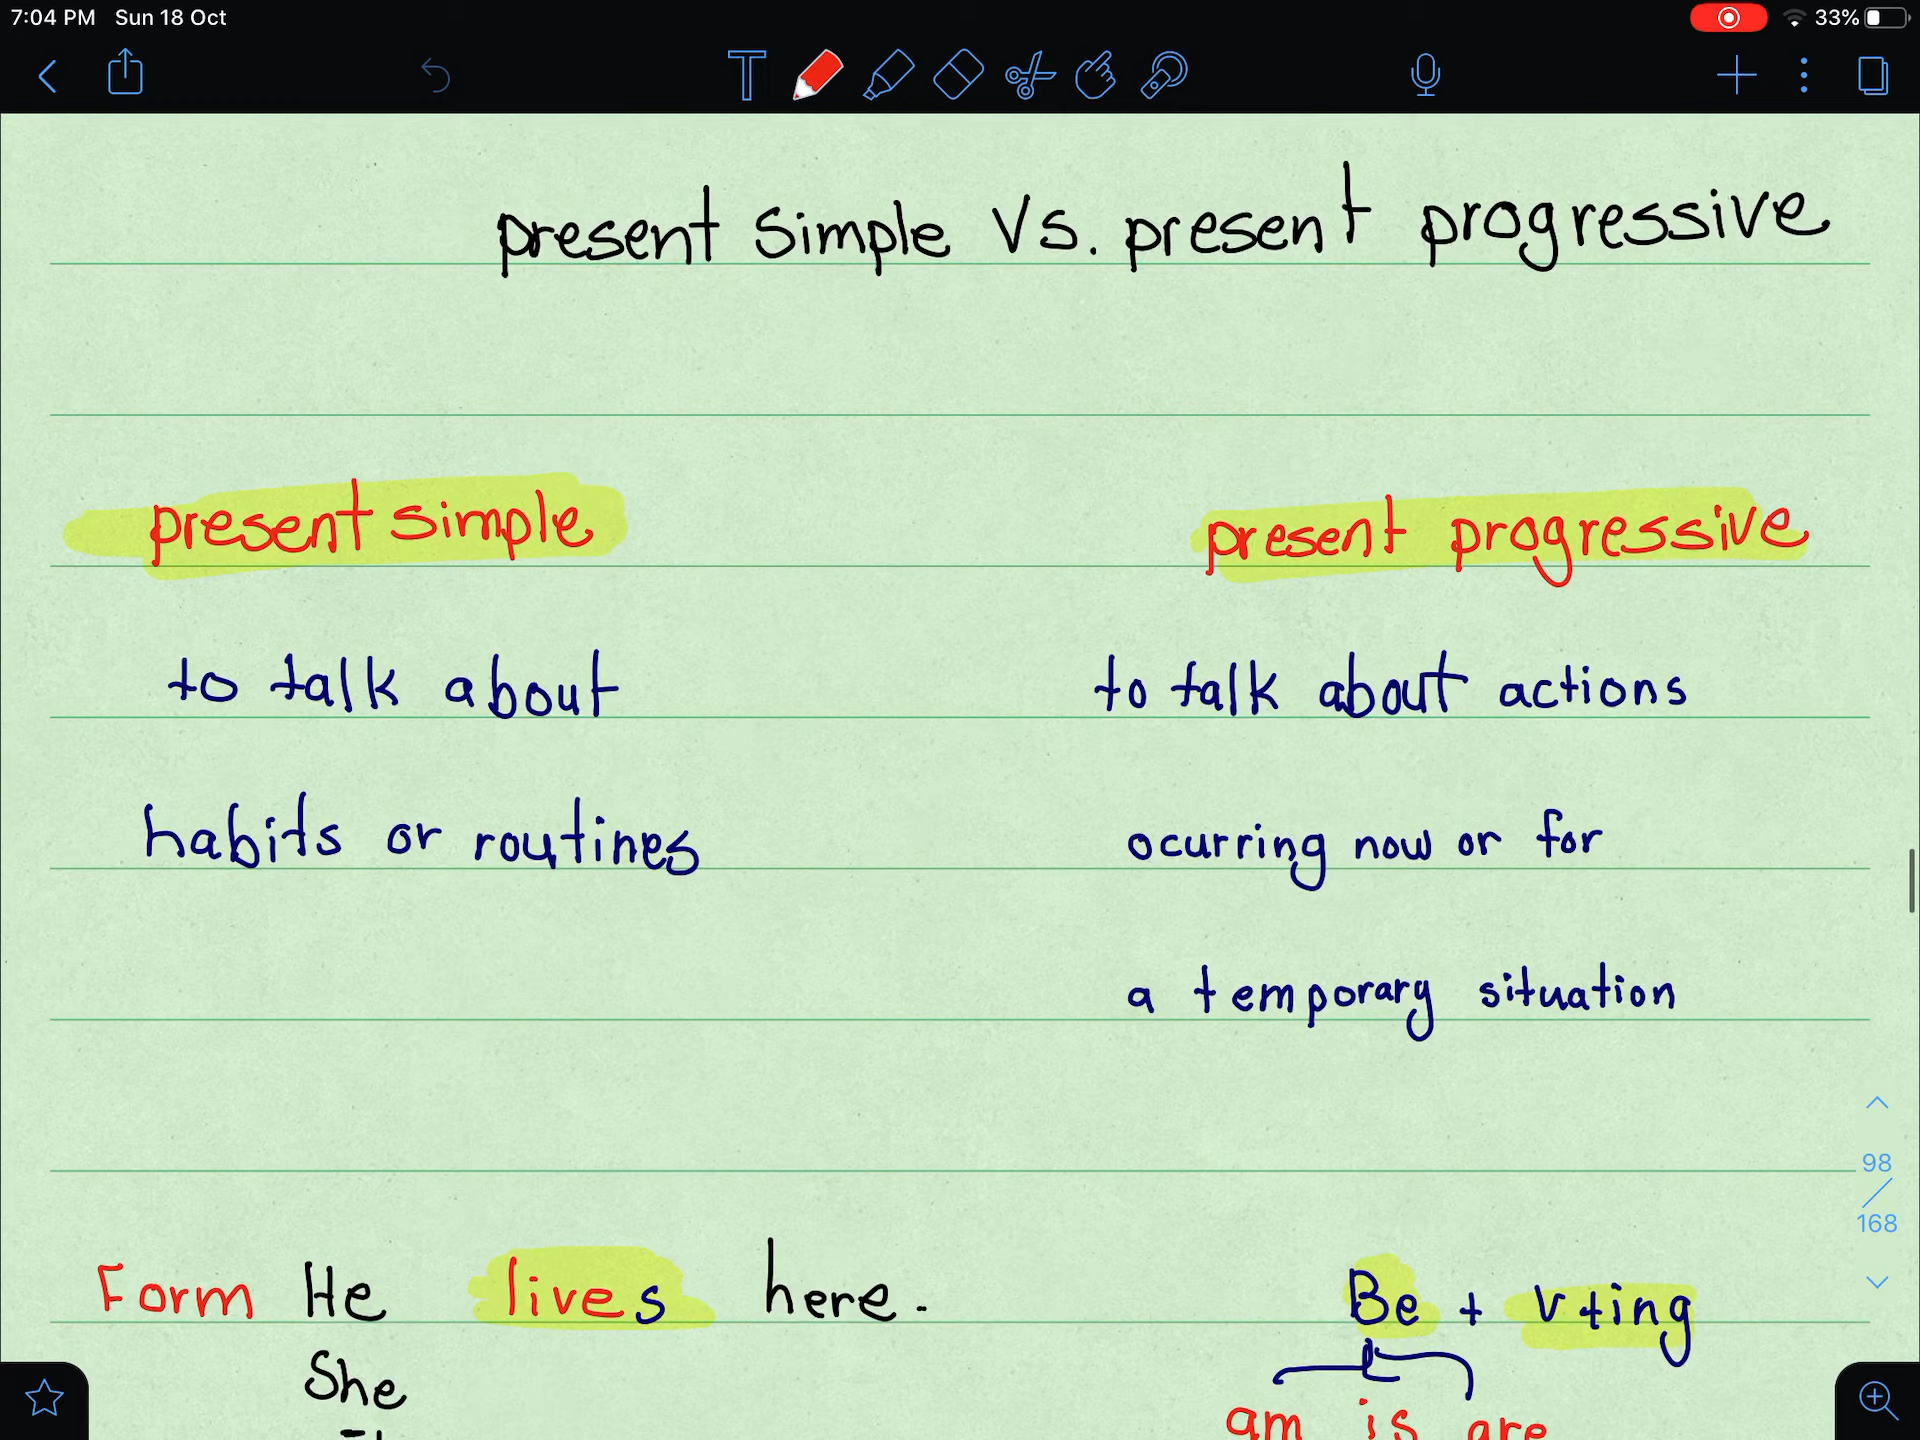 7:04 PM Sun 18 Oct 33%
present simple Vs. present progressive
present simple present progressive
to talk about to talk about actions
habits or routines ocurring now or for
a temporary situation
98
/
168
Form He lives here. Be + V+ing
She
am is are